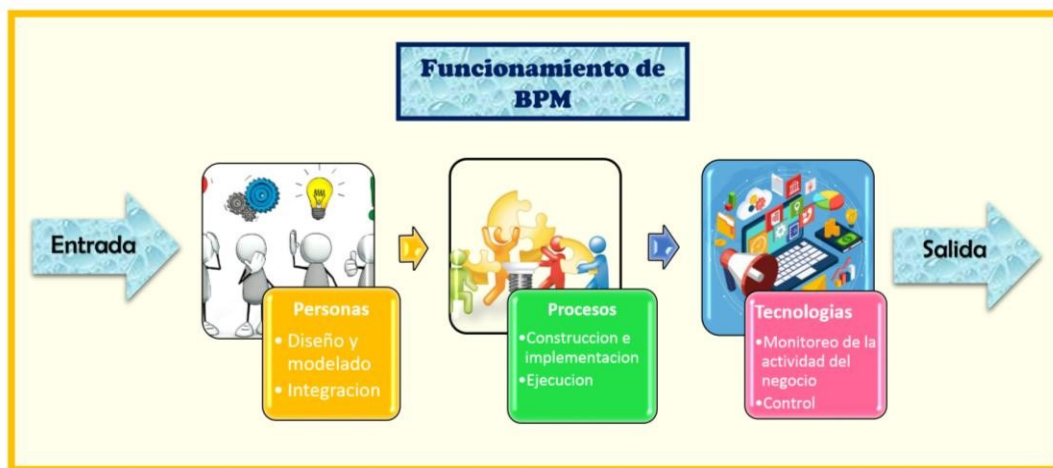 Funcionamiento de
BPM
Entrada
Personas
• Diseño y
modelado
• Integracion
Procesos
•Construccion e
implementacion
•Ejecucion
Tecnologias
•Monitoreo de la
actividad del
negocio
•Control
Salida